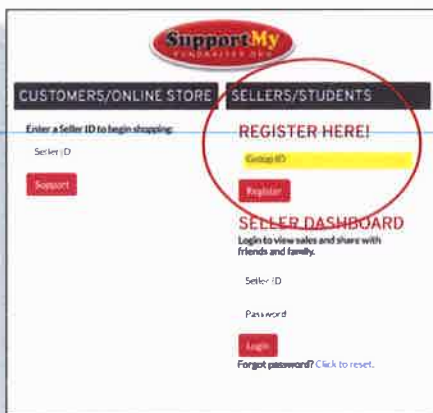 SupportMy
FUNDRAISER.ORG
CUSTOMERS/ONLINE STORE
Enter a Seller ID to begin shopping:
Seller ID
Support
SELLERS/STUDENTS
REGISTER HERE!
Group ID
Register
SELLER DASHBOARD
Login to view sales and share with
friends and family.
Seller ID
Password
Login
Forgot password? Click to reset.